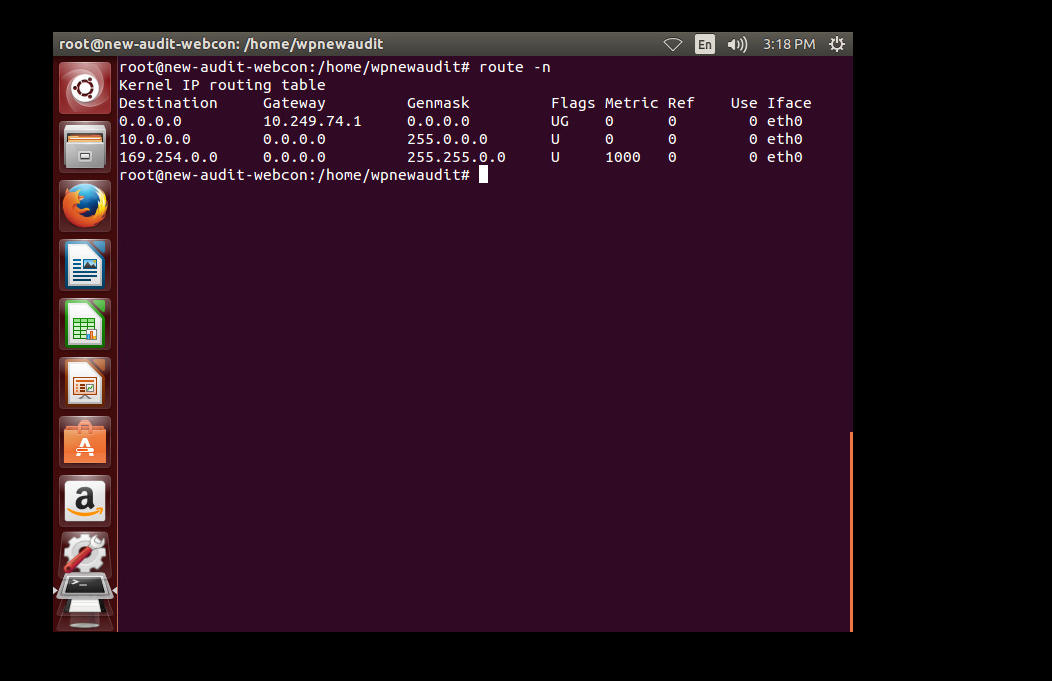 root@new-audit-webcon: /home/wpnewaudit En 3:18 PM
root@new-audit-webcon:/home/wpnewaudit# route -n
Kernel IP routing table
Destination     Gateway         Genmask         Flags Metric Ref    Use Iface
0.0.0.0         10.249.74.1     0.0.0.0         UG    0      0        0 eth0
10.0.0.0        0.0.0.0         255.0.0.0       U     0      0        0 eth0
169.254.0.0     0.0.0.0         255.255.0.0     U     1000   0        0 eth0
root@new-audit-webcon:/home/wpnewaudit#